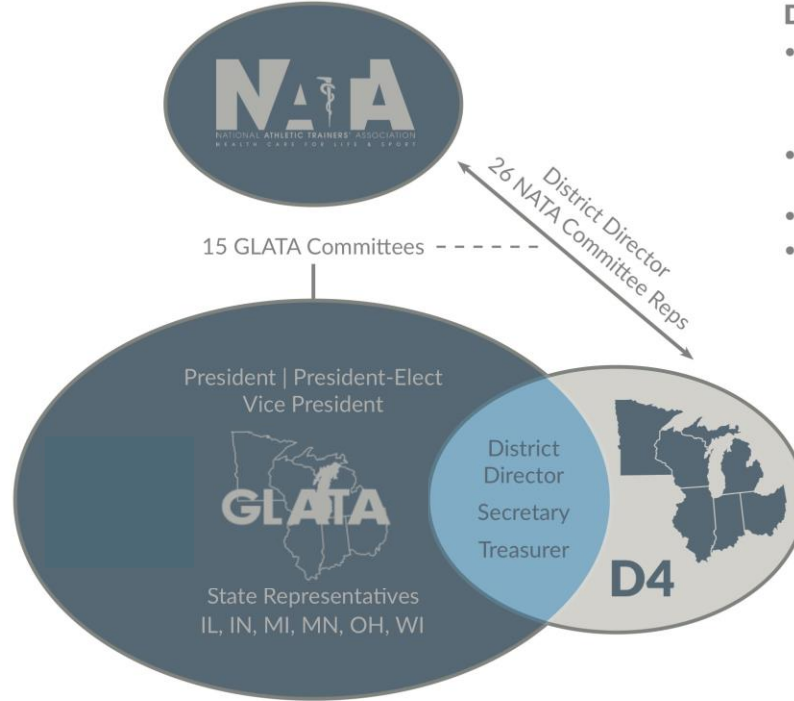 NATA
NATIONAL ATHLETIC TRAINERS' ASSOCIATION
HEALTH CARE FOR LIFE & SPORT
District Director
26 NATA Committee Reps
15 GLATA Committees
President | President-Elect
Vice President
GLATA
State Representatives
IL, IN, MI, MN, OH, WI
District
Director
Secretary
Treasurer
D4